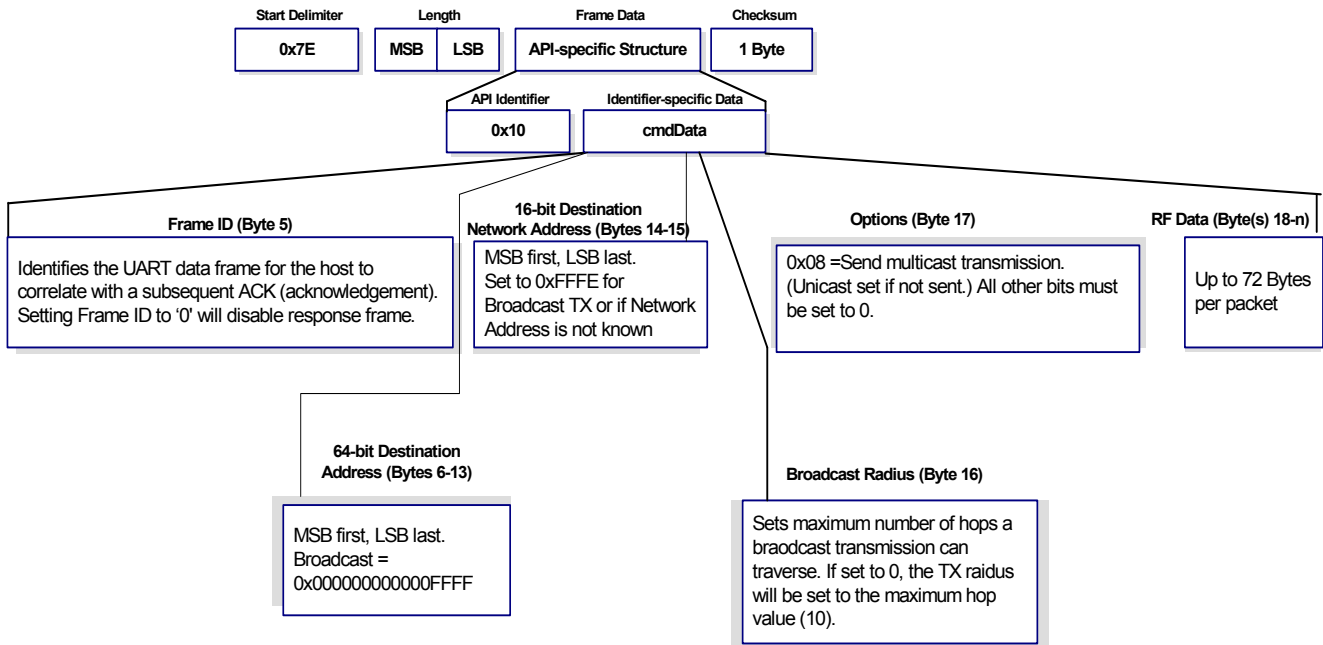 Start Delimiter
Length
Frame Data
Checksum
0x7E
MSB
LSB
API-specific Structure
1 Byte
API Identifier
Identifier-specific Data
0x10
cmdData
Frame ID (Byte 5)
Identifies the UART data frame for the host to
correlate with a subsequent ACK (acknowledgement).
Setting Frame ID to ‘0' will disable response frame.
16-bit Destination
Network Address (Bytes 14-15)
MSB first, LSB last.
Set to 0xFFFE for
Broadcast TX or if Network
Address is not known
Options (Byte 17)
0x08 =Send multicast transmission.
(Unicast set if not sent.) All other bits must
be set to 0.
RF Data (Byte(s) 18-n)
Up to 72 Bytes
per packet
64-bit Destination
Address (Bytes 6-13)
MSB first, LSB last.
Broadcast =
0x000000000000FFFF
Broadcast Radius (Byte 16)
Sets maximum number of hops a
braodcast transmission can
traverse. If set to 0, the TX raidus
will be set to the maximum hop
value (10).